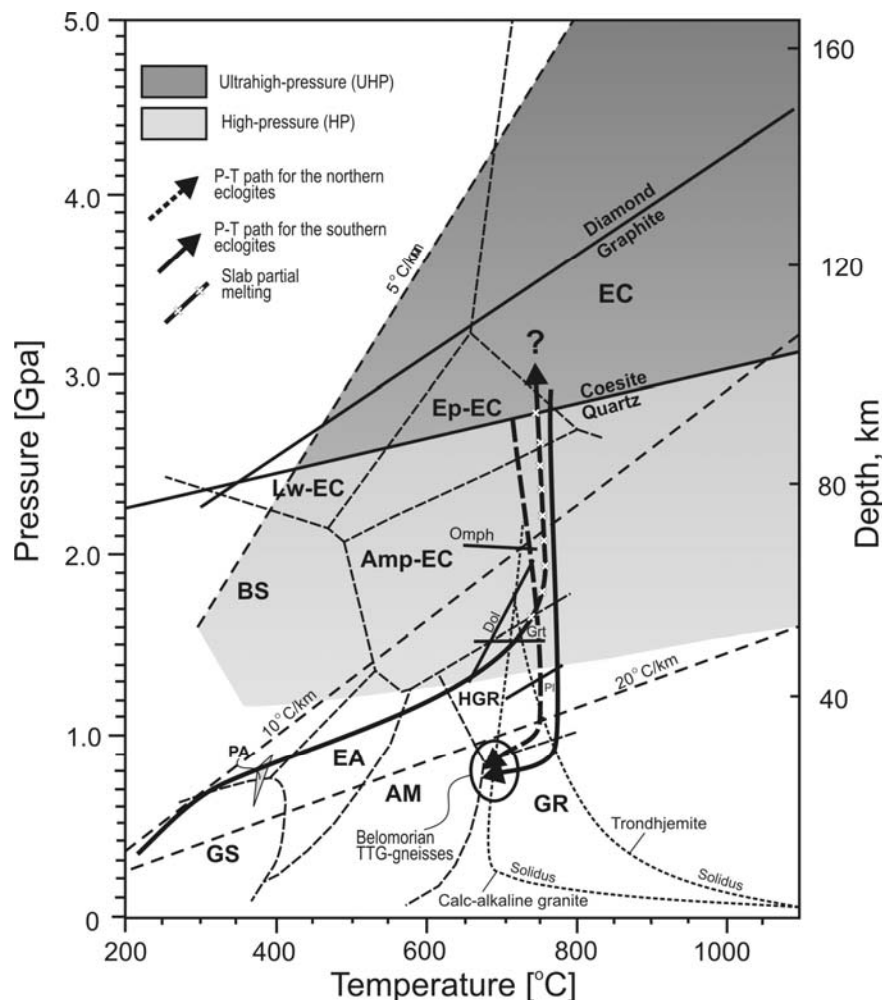 5.0
4.0
3.0
2.0
1.0
0
Pressure [Gpa]
160
120
80
40
Depth, km
200
400
600
800
1000
Temperature [°C]
Ultrahigh-pressure (UHP)
High-pressure (HP)
P-T path for the northern
eclogites
P-T path for the southern
eclogites
Slab partial
melting
5°C/km
Diamond
Graphite
EC
?
Coesite
Quartz
Ep-EC
Lw-EC
Omph
Amp-EC
BS
Dol
Grt
HGR
Pl
20°C/km
10°C/km
PA
EA
AM
GR
GS
Belomorian
TTG-gneisses
Trondhjemite
Solidus
Solidus
Calc-alkaline granite